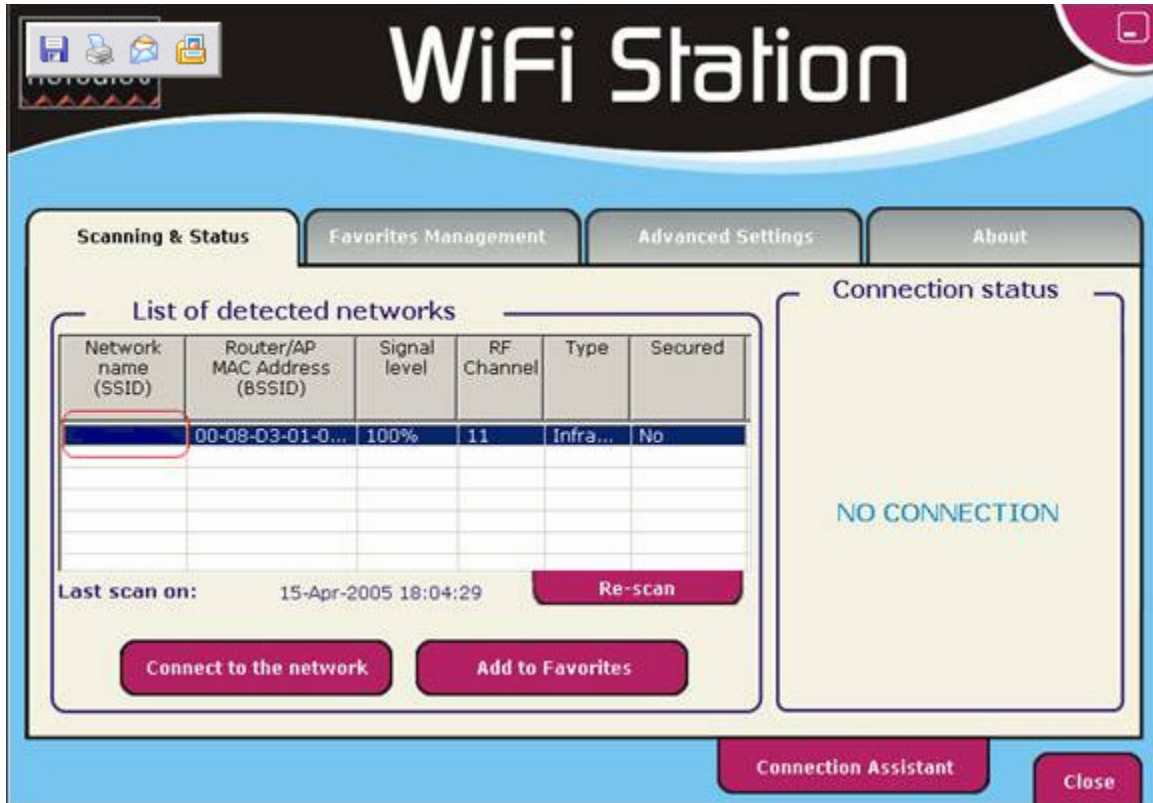 WiFi Station
Scanning & Status
Favorites Management
Advanced Settings
About
List of detected networks
Network name (SSID)
Router/AP MAC Address (BSSID)
Signal level
RF Channel
Type
Secured
00-08-D3-01-0...
100%
11
Infra...
No
Last scan on:
15-Apr-2005 18:04:29
Re-scan
Connect to the network
Add to Favorites
Connection status
NO CONNECTION
Connection Assistant
Close